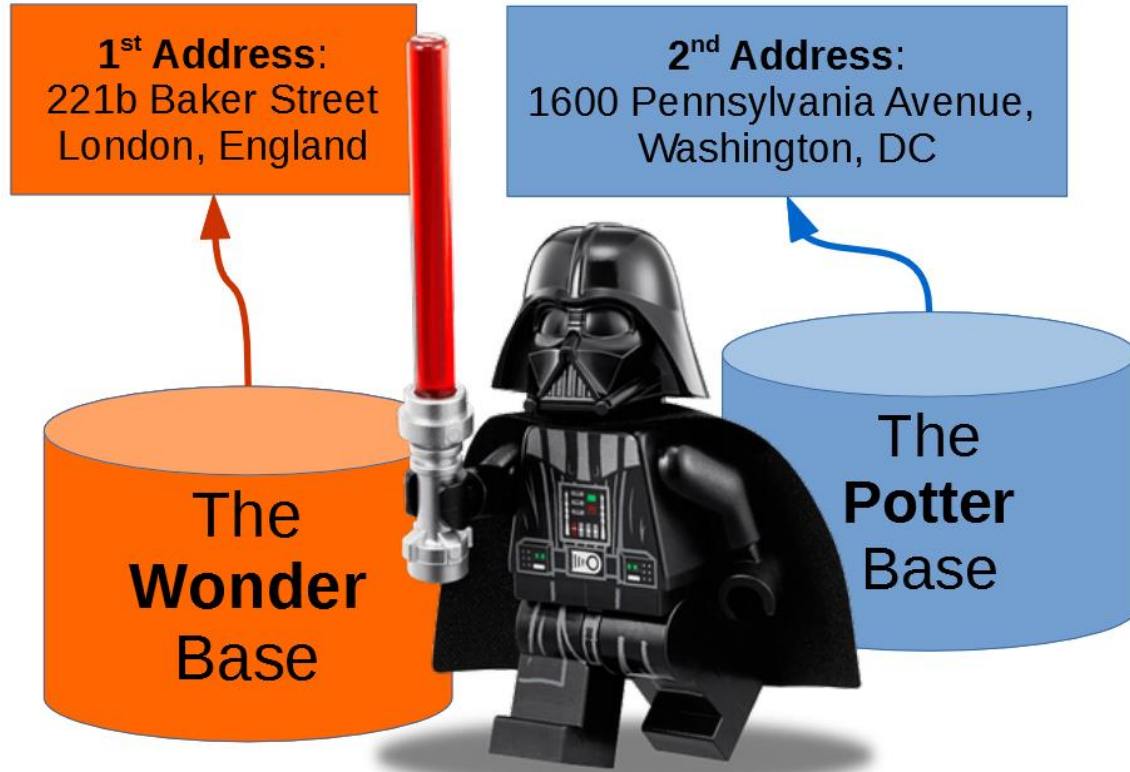 1st Address:
221b Baker Street
London, England
2nd Address:
1600 Pennsylvania Avenue,
Washington, DC
The
Wonder
Base
The
Potter
Base